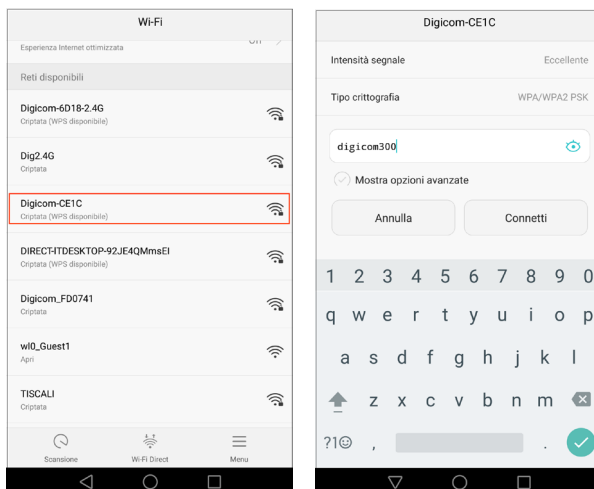 Wi-Fi
Esperienza Internet ottimizzata
Reti disponibili
Digicom-6D18-2.4G
Criptata (WPS disponibile)
Dig2.4G
Criptata
Digicom-CE1C
Criptata (WPS disponibile)
DIRECT-ITDESKTOP-92JE4QMmsEI
Criptata (WPS disponibile)
Digicom_FD0741
Criptata
wl0_Guest1
Apri
TISCALI
Criptata
Scansione Wi-Fi Direct Menu
Digicom-CE1C
Intensità segnale Eccellente
Tipo crittografia WPA/WPA2 PSK
digicom300
Mostra opzioni avanzate
Annulla Connetti
1 2 3 4 5 6 7 8 9 0
q w e r t y u i o p
a s d f g h j k l
z x c v b n m
?1☺ , .